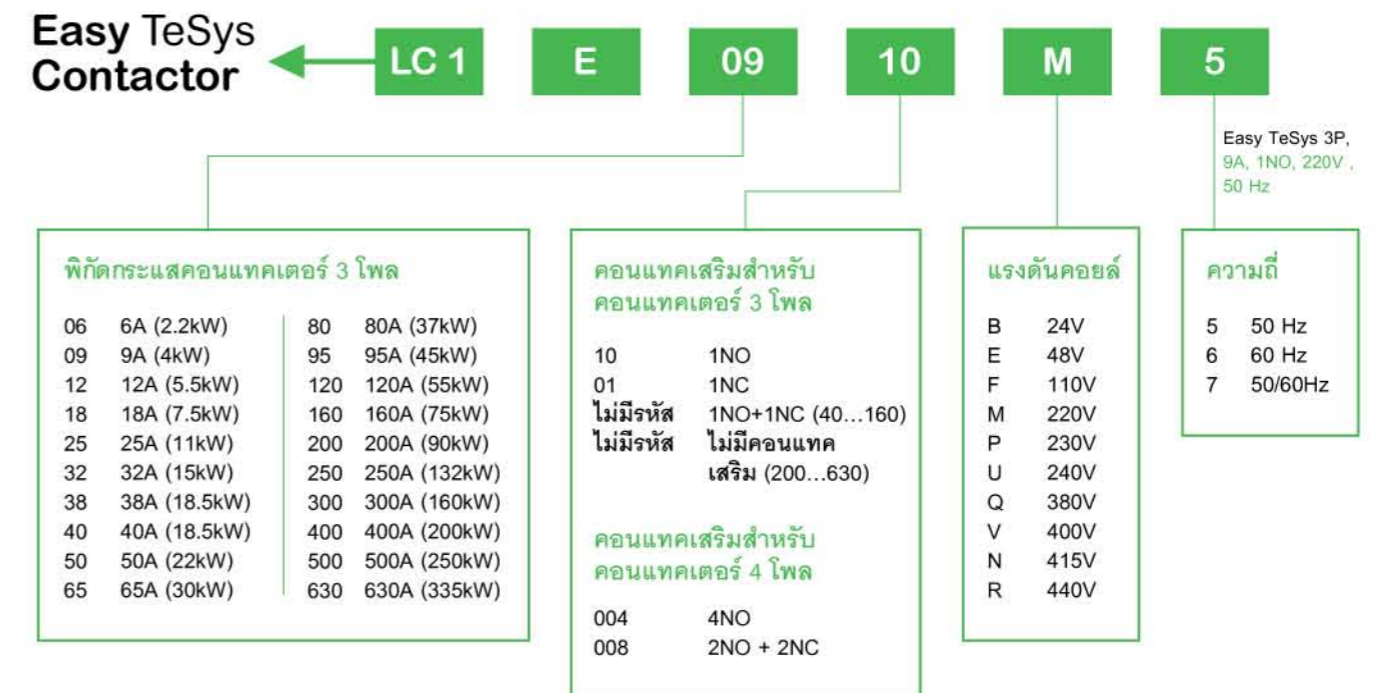 Easy TeSys
Contactor
LC 1 E 09 10 M 5
Easy TeSys 3P,
9A, 1NO, 220V ,
50 Hz
พิกัดกระแสคอนแทคเตอร์ 3 โพล
06 6A (2.2kW)
09 9A (4kW)
12 12A (5.5kW)
18 18A (7.5kW)
25 25A (11kW)
32 32A (15kW)
38 38A (18.5kW)
40 40A (18.5kW)
50 50A (22kW)
65 65A (30kW)
80 80A (37kW)
95 95A (45kW)
120 120A (55kW)
160 160A (75kW)
200 200A (90kW)
250 250A (132kW)
300 300A (160kW)
400 400A (200kW)
500 500A (250kW)
630 630A (335kW)
คอนแทคเสริมสำหรับ
คอนแทคเตอร์ 3 โพล
10 1NO
01 1NC
ไม่มีรหัส 1NO+1NC (40...160)
ไม่มีรหัส ไม่มีคอนแทค
เสริม (200...630)
คอนแทคเสริมสำหรับ
คอนแทคเตอร์ 4 โพล
004 4NO
008 2NO + 2NC
แรงดันคอยล์
B 24V
E 48V
F 110V
M 220V
P 230V
U 240V
Q 380V
V 400V
N 415V
R 440V
ความถี่
5 50 Hz
6 60 Hz
7 50/60Hz